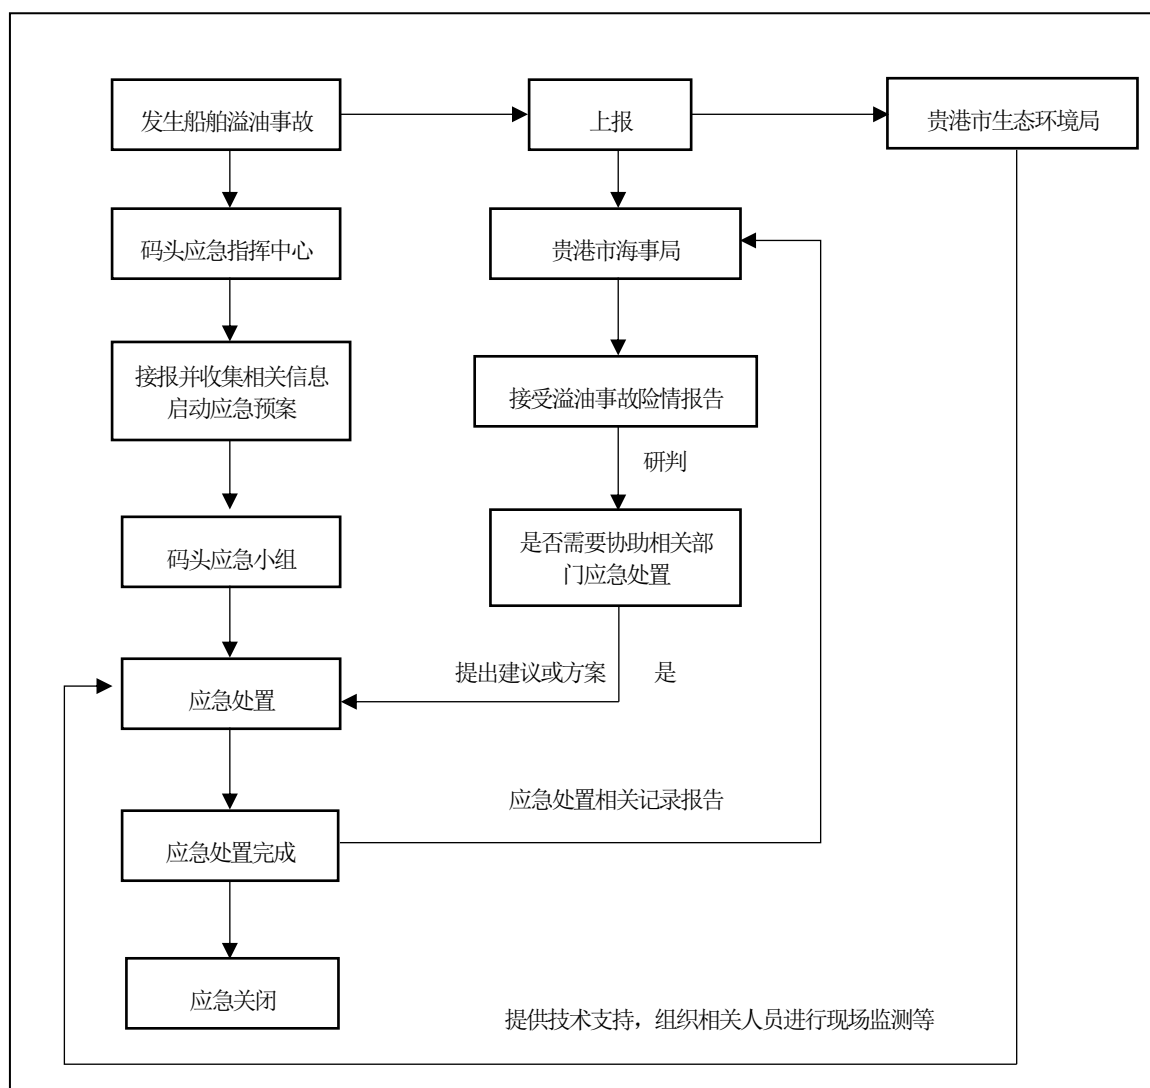 发生船舶溢油事故
上报
贵港市生态环境局
码头应急指挥中心
贵港市海事局
接报并收集相关信息
启动应急预案
接受溢油事故险情报告
研判
码头应急小组
是否需要协助相关部
门应急处置
提出建议或方案
是
应急处置
应急处置相关记录报告
应急处置完成
应急关闭
提供技术支持，组织相关人员进行现场监测等